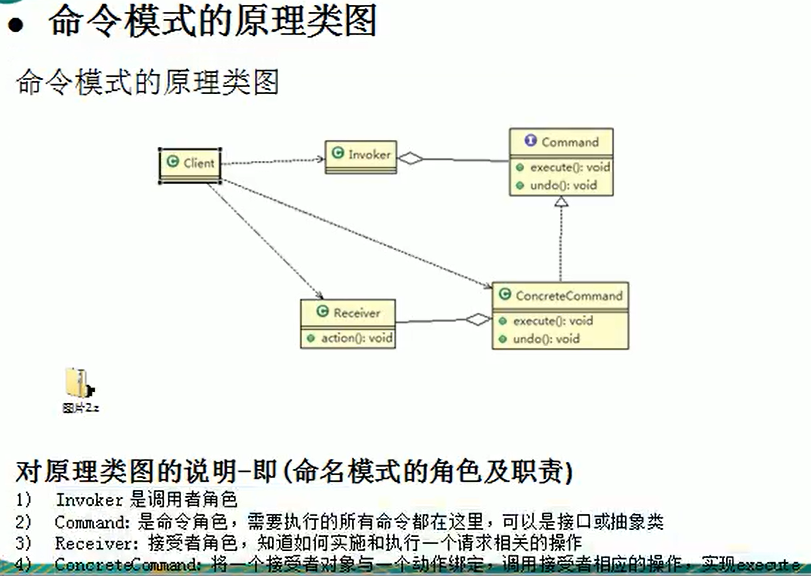 ● 命令模式的原理类图
命令模式的原理类图
Client
Invoker
Command
execute(): void
undo(): void
Receiver
action(): void
ConcreteCommand
execute(): void
undo(): void
图片2.z
对原理类图的说明-即(命名模式的角色及职责)
1) Invoker 是调用者角色
2) Command: 是命令角色，需要执行的所有命令都在这里，可以是接口或抽象类
3) Receiver: 接受者角色，知道如何实施和执行一个请求相关的操作
4) ConcreteCommand: 将一个接受者对象与一个动作绑定，调用接受者相应的操作，实现execute